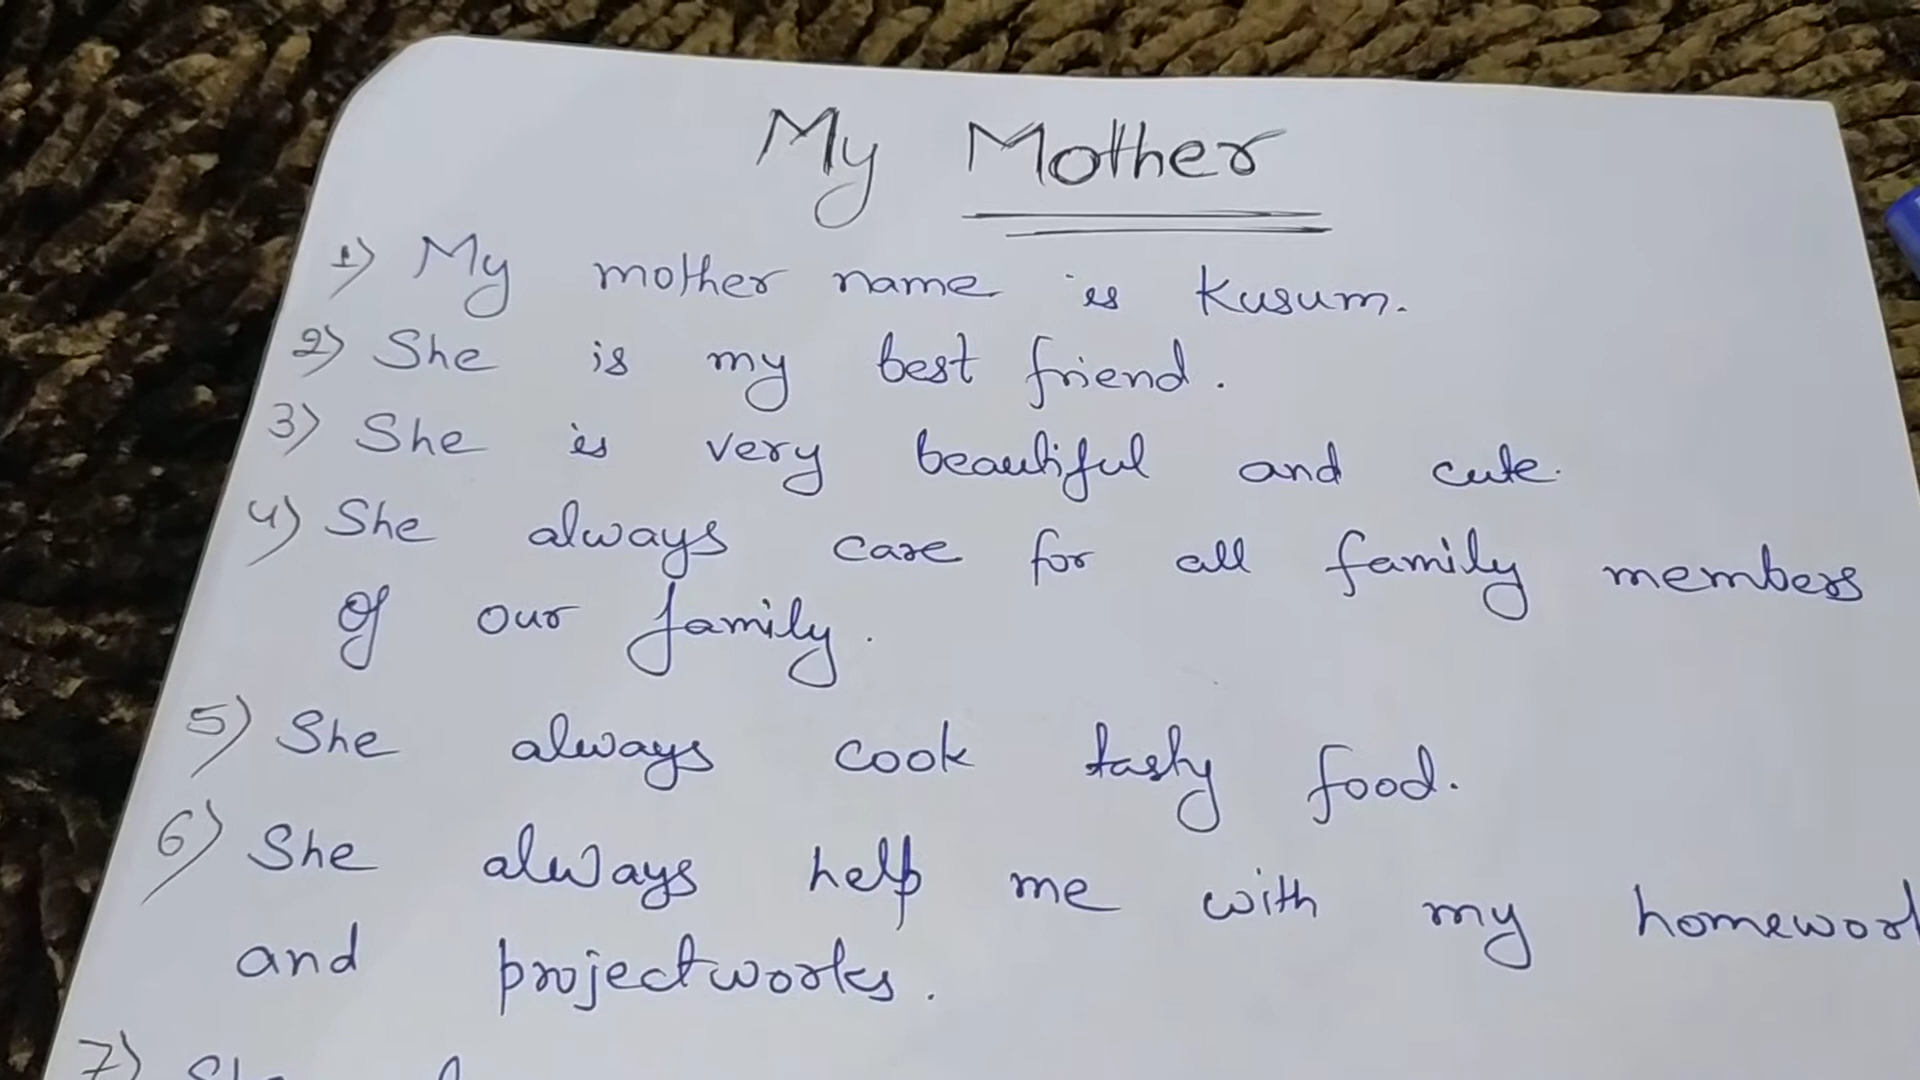 My Mother
1) My mother name is Kusum.
2) She is my best friend.
3) She is very beautiful and cute.
4) She always care for all family members
of our family.
5) She always cook tasty food.
6) She always help me with my homework
and projectworks.
7) She